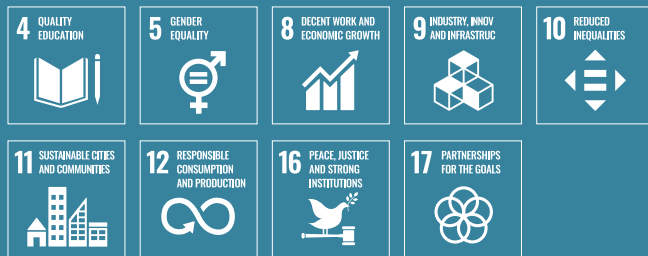 4 QUALITY
EDUCATION
5 GENDER
EQUALITY
8 DECENT WORK AND
ECONOMIC GROWTH
9 INDUSTRY, INNOV
AND INFRASTRUC
10 REDUCED
INEQUALITIES
11 SUSTAINABLE CITIES
AND COMMUNITIES
12 RESPONSIBLE
CONSUMPTION
AND PRODUCTION
16 PEACE, JUSTICE
AND STRONG
INSTITUTIONS
17 PARTNERSHIPS
FOR THE GOALS